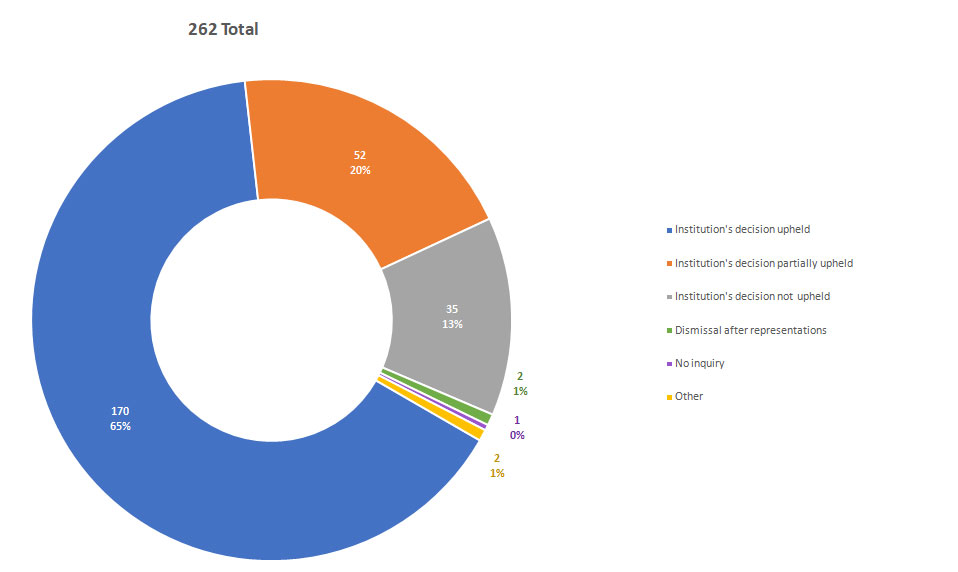 262 Total
52
20%
35
13%
2
1%
1
0%
2
1%
170
65%
Institution's decision upheld
Institution's decision partially upheld
Institution's decision not upheld
Dismissal after representations
No inquiry
Other